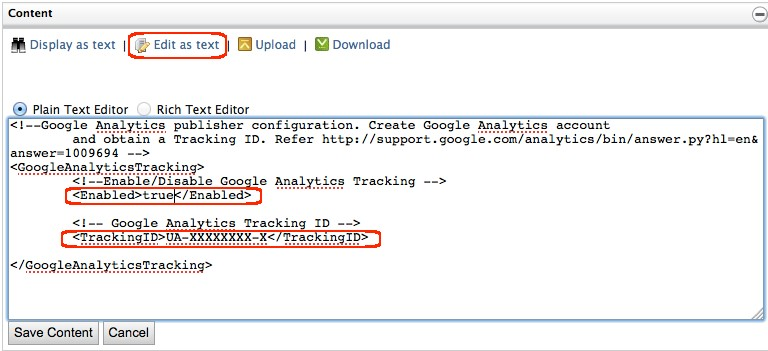 Content
Display as text | Edit as text | Upload | Download
Plain Text Editor Rich Text Editor
<!--Google Analytics publisher configuration. Create Google Analytics account
and obtain a Tracking ID. Refer http://support.google.com/analytics/bin/answer.py?hl=en&
answer=1009694 -->
<GoogleAnalyticsTracking>
<!--Enable/Disable Google Analytics Tracking -->
<Enabled>true</Enabled>
<!-- Google Analytics Tracking ID -->
<TrackingID>UA-XXXXXXXX-X</TrackingID>
</GoogleAnalyticsTracking>
Save Content Cancel